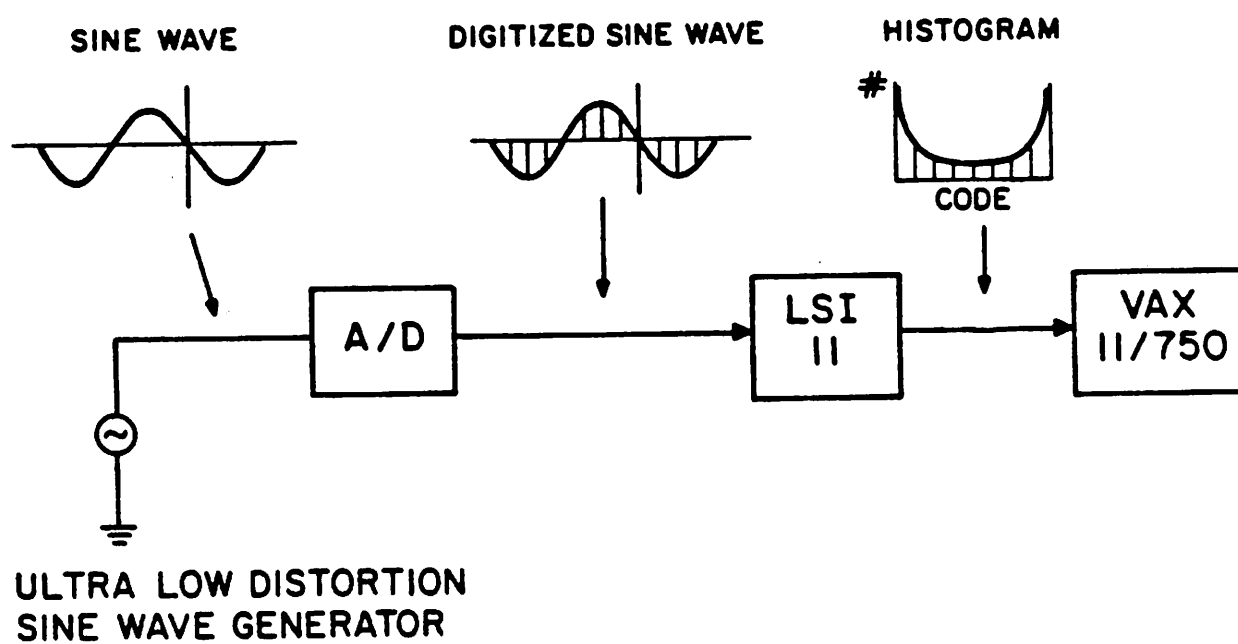 SINE WAVE
DIGITIZED SINE WAVE
HISTOGRAM
#
CODE
A/D
LSI
11
VAX
11/750
~
ULTRA LOW DISTORTION
SINE WAVE GENERATOR